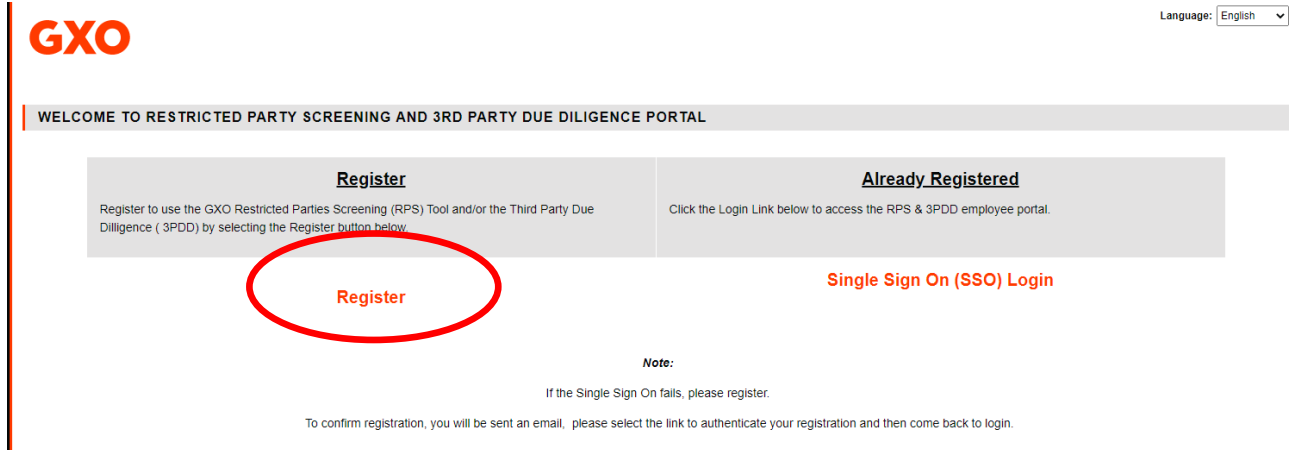 Language: English
GXO
WELCOME TO RESTRICTED PARTY SCREENING AND 3RD PARTY DUE DILIGENCE PORTAL
Register
Register to use the GXO Restricted Parties Screening (RPS) Tool and/or the Third Party Due
Dilligence ( 3PDD) by selecting the Register button below.
Register
Already Registered
Click the Login Link below to access the RPS & 3PDD employee portal.
Single Sign On (SSO) Login
Note:
If the Single Sign On fails, please register.
To confirm registration, you will be sent an email, please select the link to authenticate your registration and then come back to login.